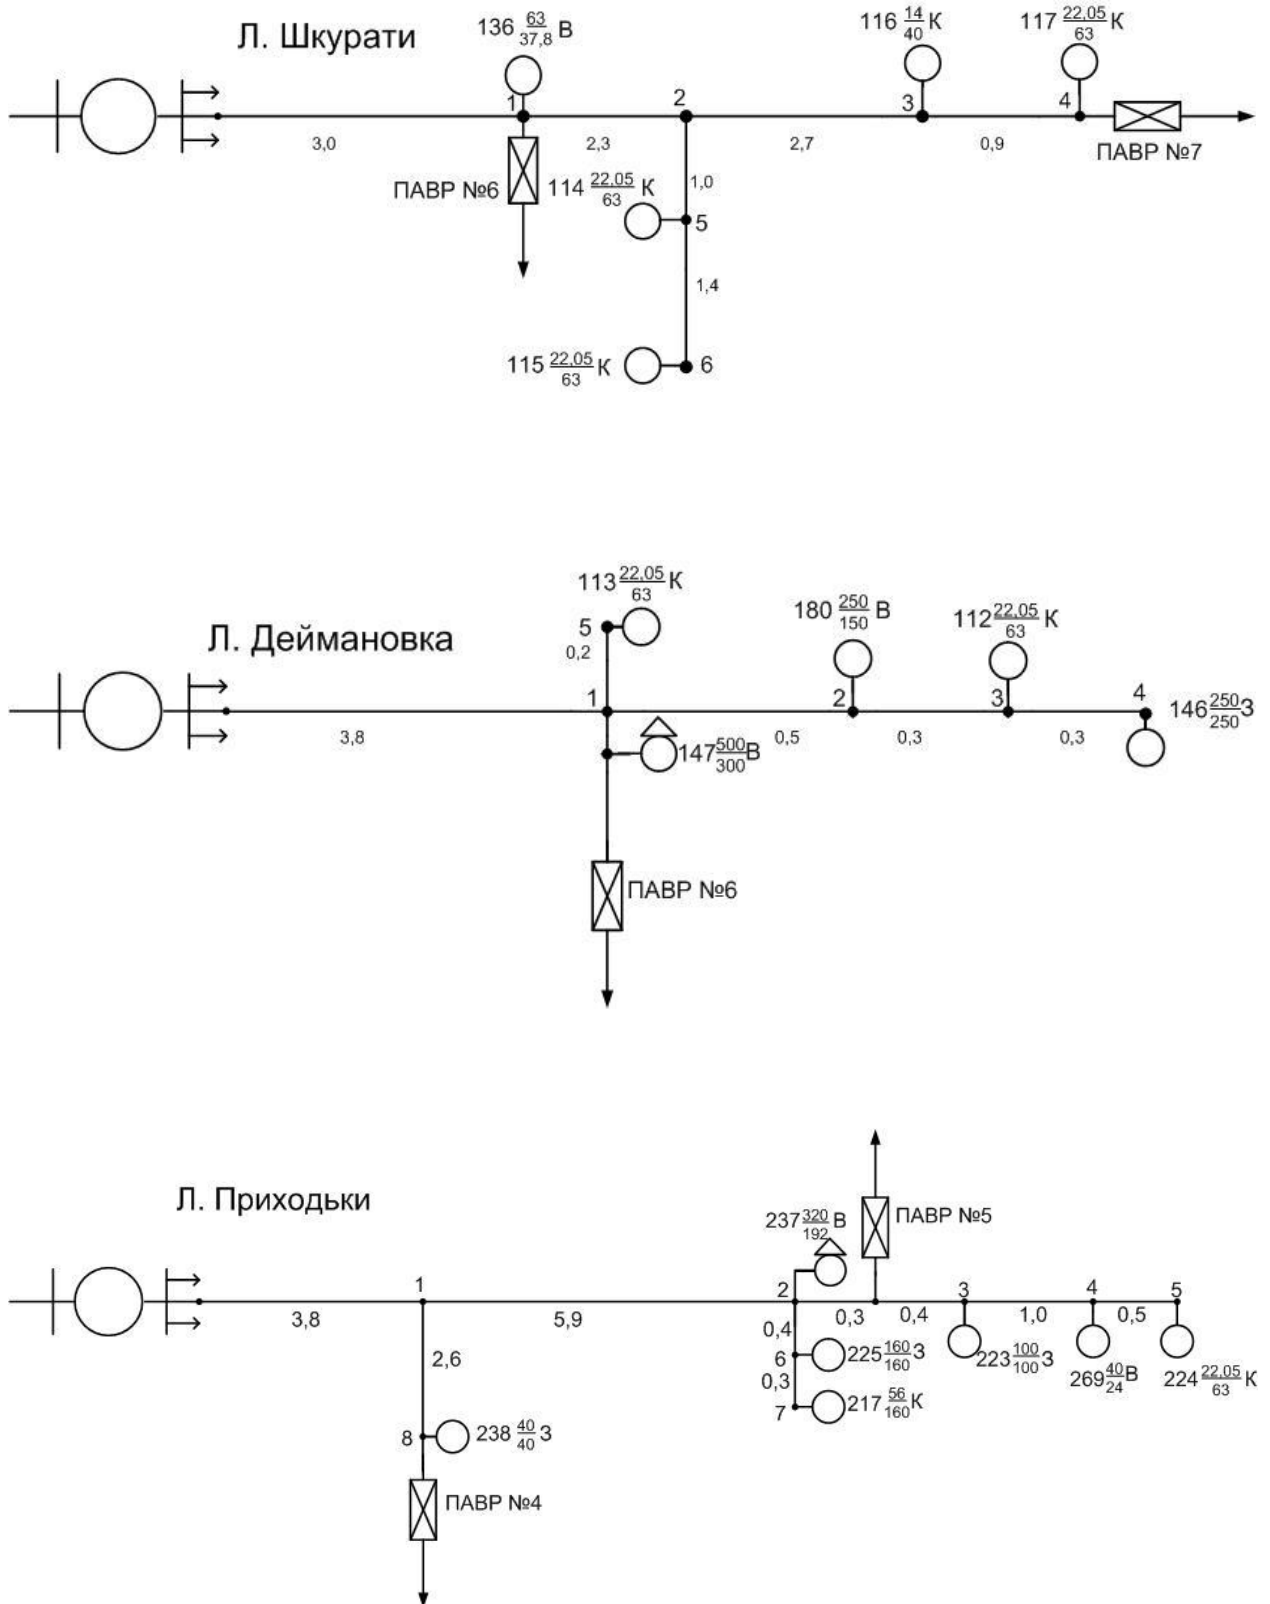 Л. Шкурати
136 63/37,8 В
116 14/40 К
117 22,05/63 К
1
2
3
4
3,0
2,3
2,7
0,9
ПАВР №7
ПАВР №6
114 22,05/63 К
1,0
5
1,4
115 22,05/63 К
6
Л. Деймановка
113 22,05/63 К
5
0,2
180 250/150 В
112 22,05/63 К
1
2
3
4
146 250/250 З
3,8
147 500/300 В
0,5
0,3
0,3
ПАВР №6
Л. Приходьки
237 320/192 В
ПАВР №5
1
2
3
4
5
3,8
5,9
0,3
0,4
1,0
0,5
0,4
2,6
6
225 160/160 З
223 100/100 З
269 40/24 В
224 22,05/63 К
0,3
7
217 56/160 К
8
238 40/40 З
ПАВР №4